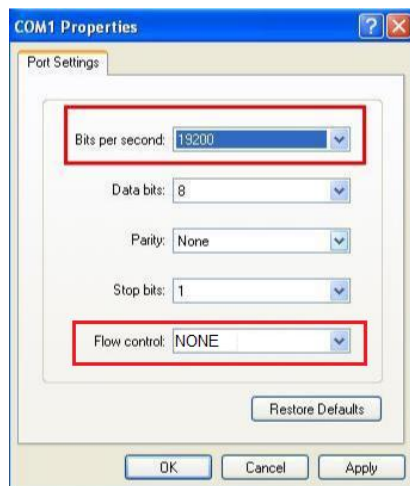 COM1 Properties
Port Settings
Bits per second: 19200
Data bits: 8
Parity: None
Stop bits: 1
Flow control: NONE
Restore Defaults
OK Cancel Apply